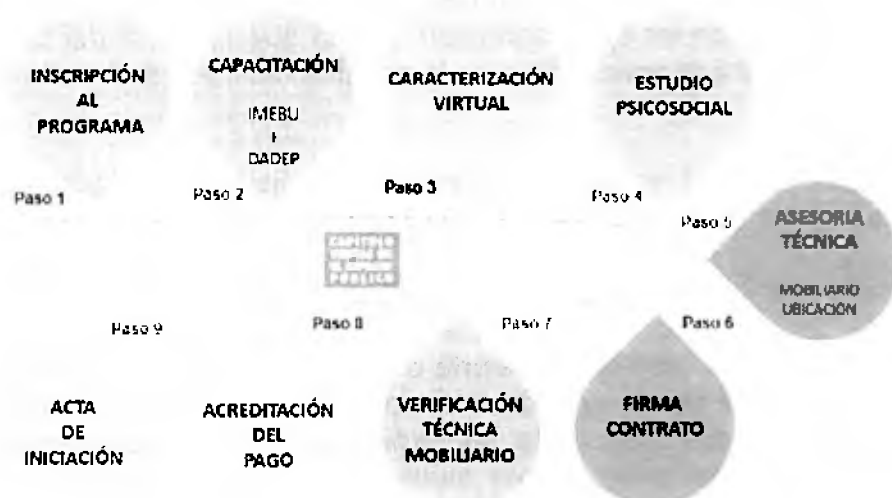 INSCRIPCIÓN
AL
PROGRAMA
Paso 1
CAPACITACIÓN
IMEBU
+
DADEP
Paso 2
CARACTERIZACIÓN
VIRTUAL
Paso 3
ESTUDIO
PSICOSOCIAL
Paso 4
Paso 5
ASESORIA
TÉCNICA
MOBILIARIO
UBICACIÓN
Paso 6
FIRMA
CONTRATO
Paso 7
VERIFICACIÓN
TÉCNICA
MOBILIARIO
Paso 8
ACREDITACIÓN
DEL
PAGO
Paso 9
ACTA
DE
INICIACIÓN